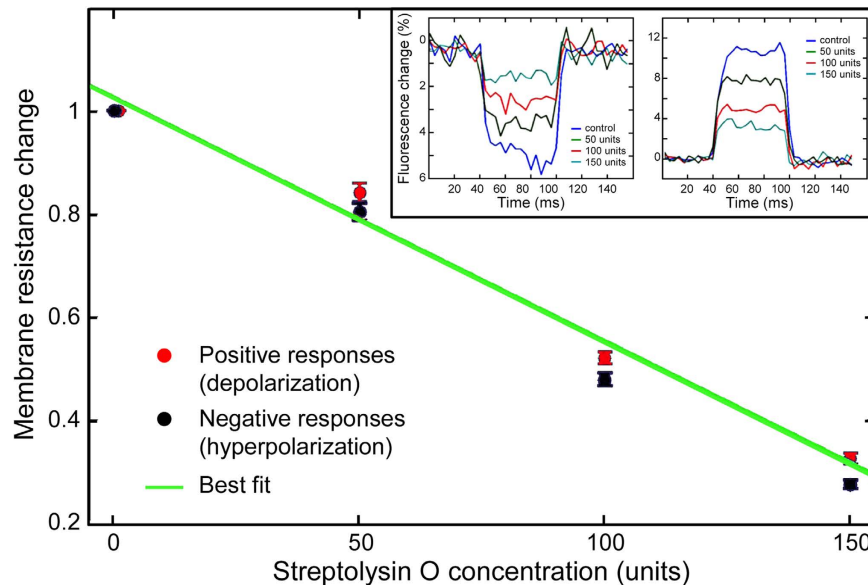 Membrane resistance change
1
0.8
0.6
0.4
0.2
0
50
100
150
Streptolysin O concentration (units)
Positive responses
(depolarization)
Negative responses
(hyperpolarization)
Best fit
Fluorescence change (%)
0
2
4
6
20 40 60 80 100 120 140
Time (ms)
control
50 units
100 units
150 units
12
8
4
0
20 40 60 80 100 120 140
Time (ms)
control
50 units
100 units
150 units